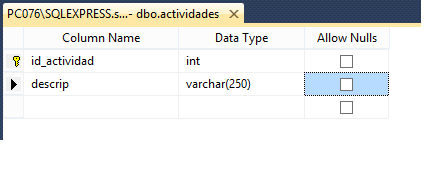 PC076\SQLEXPRESS.s...- dbo.actividades
Column Name Data Type Allow Nulls
id_actividad int
descrip varchar(250)